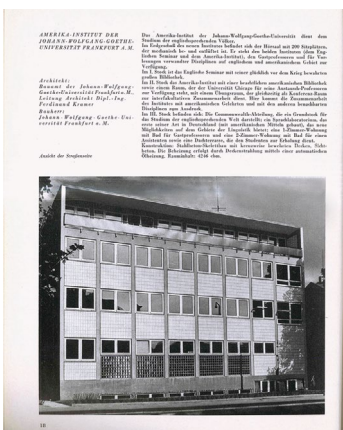 AMERIKA-INSTITUT DER
JOHANN-WOLFGANG-GOETHE-
UNIVERSITÄT FRANKFURT A. M.
Architekt:
Bauamt der Johann-Wolfgang-
Goethe-Universität Frankfurt a. M.,
Leitung Architekt Dipl.-Ing.
Ferdinand Kramer
Bauherr:
Johann-Wolfgang-Goethe-Uni-
versität Frankfurt a. M.
Ansicht der Straßenseite
Das Amerika-Institut der Johann-Wolfgang-Goethe-Universität dient dem
Studium der englischsprechenden Völker.
Im Erdgeschoß des neuen Institutes befindet sich der Hörsaal mit 200 Sitzplätzen,
der mechanisch be- und entlüftet ist. Er steht den beiden Instituten (dem Eng-
lischen Seminar und dem Amerika-Institut), den Gastprofessoren und für Vor-
lesungen verwandter Disziplinen auf englischem und amerikanischem Gebiet zur
Verfügung.
Im I. Stock ist das Englische Seminar mit seiner glücklich vor dem Krieg bewahrten
großen Bibliothek.
Im II. Stock das Amerika-Institut mit einer beachtlichen amerikanischen Bibliothek
sowie einem Raum, der der Universität Chicago für seine Austausch-Professoren
zur Verfügung steht, mit einem Übungsraum, der gleichzeitig als Konferenz-Raum
zur interfakultativen Zusammenarbeit dient. Hier kommt die Zusammenarbeit
des Institutes mit amerikanischen Gelehrten und mit den anderen benachbarten
Disziplinen zum Ausdruck.
Im III. Stock befinden sich: Die Commonwealth-Abteilung, die ein Grundstock für
das Studium der englischsprechenden Welt darstellt; ein Sprachlaboratorium, das
erste seiner Art in Deutschland (mit amerikanischen Mitteln gebaut), das neue
Möglichkeiten auf dem Gebiete der Linguistik bietet; eine 1-Zimmer-Wohnung
mit Bad für Gastprofessoren und eine 2-Zimmer-Wohnung mit Bad für einen
Assistenten sowie eine Dachterrasse, die den Studenten zur Erholung dient.
Konstruktion: Stahlbeton-Skelettbau mit kreuzweise bewehrten Decken, Sicht-
beton. Die Beheizung erfolgt durch Deckenstrahlung mittels einer automatischen
Ölheizung. Rauminhalt: 4246 cbm.
18